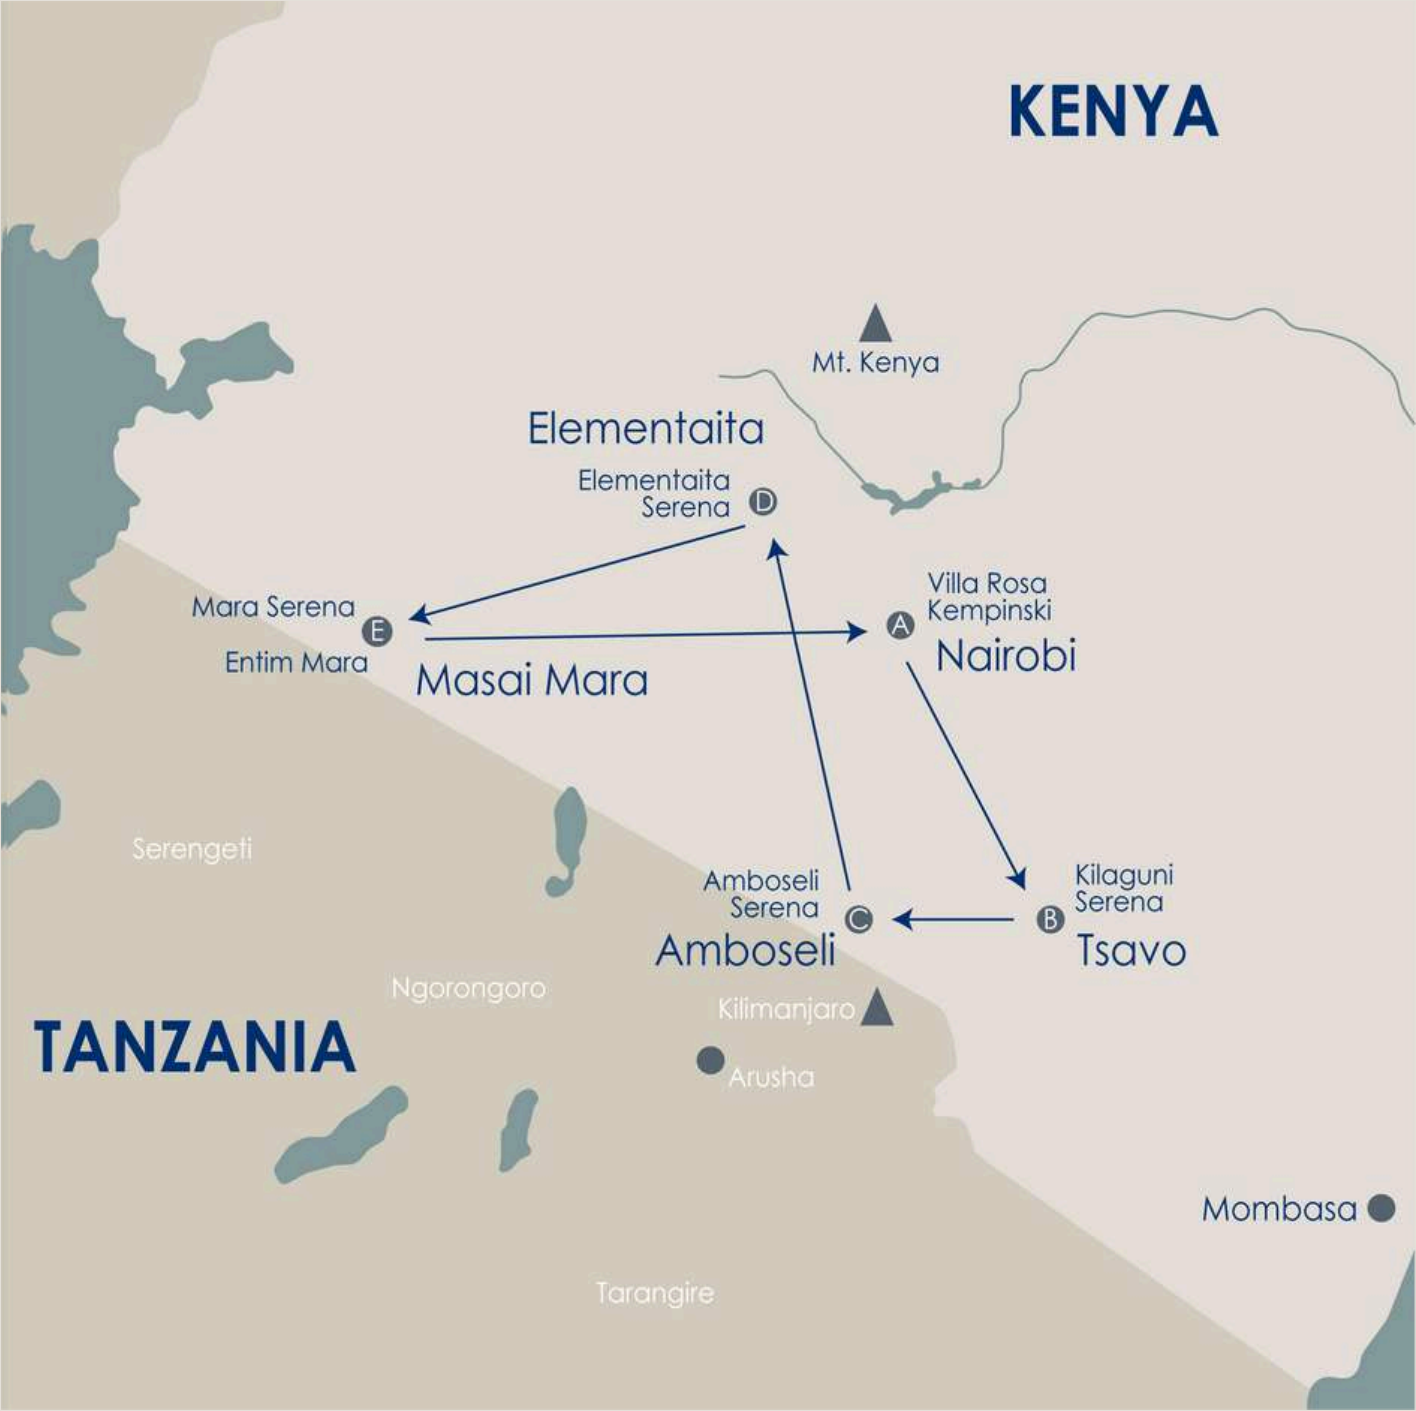 KENYA
Mt. Kenya
Elementaita
Elementaita
Serena
D
Villa Rosa
Kempinski
A
Nairobi
Mara Serena
E
Entim Mara
Masai Mara
Serengeti
Amboseli
Serena
C
Amboseli
Kilaguni
Serena
B
Tsavo
Ngorongoro
Kilimanjaro
TANZANIA
Arusha
Mombasa
Tarangire